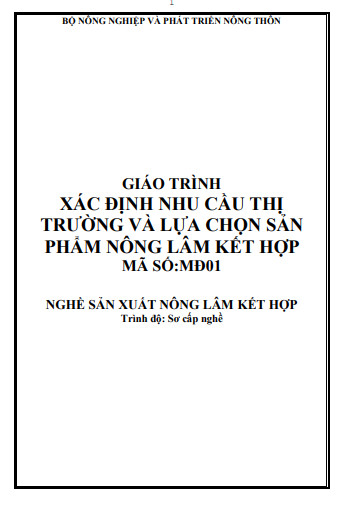 1
BỘ NÔNG NGHIỆP VÀ PHÁT TRIỂN NÔNG THÔN
GIÁO TRÌNH
XÁC ĐỊNH NHU CẦU THỊ
TRƯỜNG VÀ LỰA CHỌN SẢN
PHẨM NÔNG LÂM KẾT HỢP
MÃ SỐ:MĐ01
NGHỀ SẢN XUẤT NÔNG LÂM KẾT HỢP
Trình độ: Sơ cấp nghề